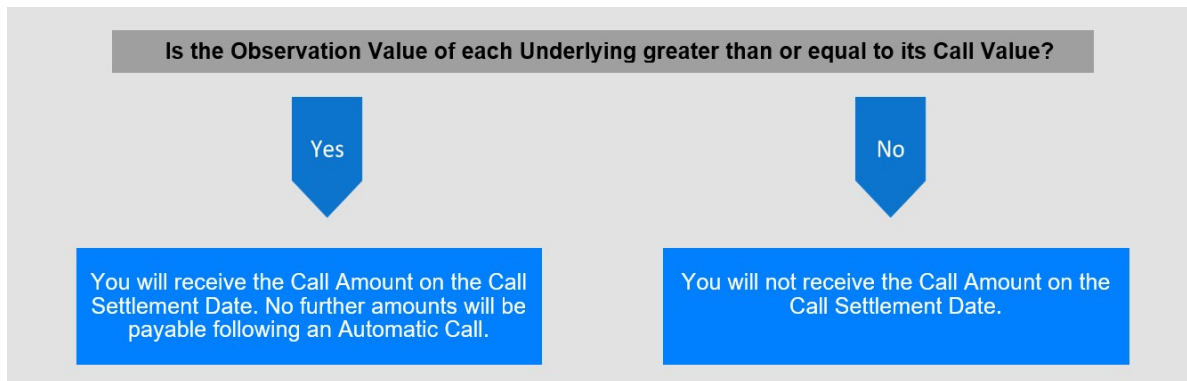 Is the Observation Value of each Underlying greater than or equal to its Call Value?
Yes
No
You will receive the Call Amount on the Call
Settlement Date. No further amounts will be
payable following an Automatic Call.
You will not receive the Call Amount on the
Call Settlement Date.